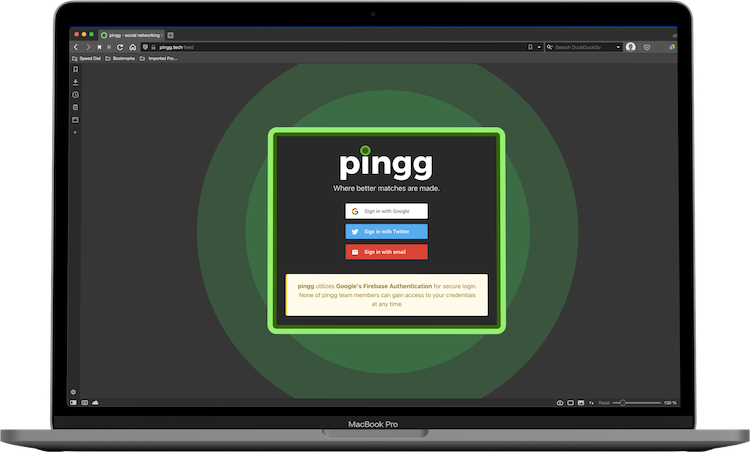 pingg - social networking
pingg.tech/feed
Search DuckDuckGo
Speed Dial
Bookmarks
Imported Fro...
pingg
Where better matches are made.
Sign in with Google
Sign in with Twitter
Sign in with email
pingg utilizes Google's Firebase Authentication for secure login.
None of pingg team members can gain access to your credentials
at any time.
Reset
100 %
MacBook Pro